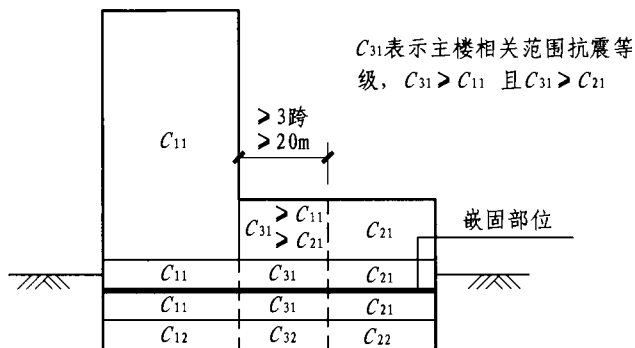 C₃₁表示主楼相关范围抗震等
级，C₃₁≥C₁₁ 且C₃₁≥C₂₁
≥3跨
≥20m
C₁₁
C₃₁ ≥C₁₁
≥C₂₁
C₂₁
嵌固部位
C₁₁ C₃₁ C₂₁
C₁₁ C₃₁ C₂₁
C₁₂ C₃₂ C₂₂